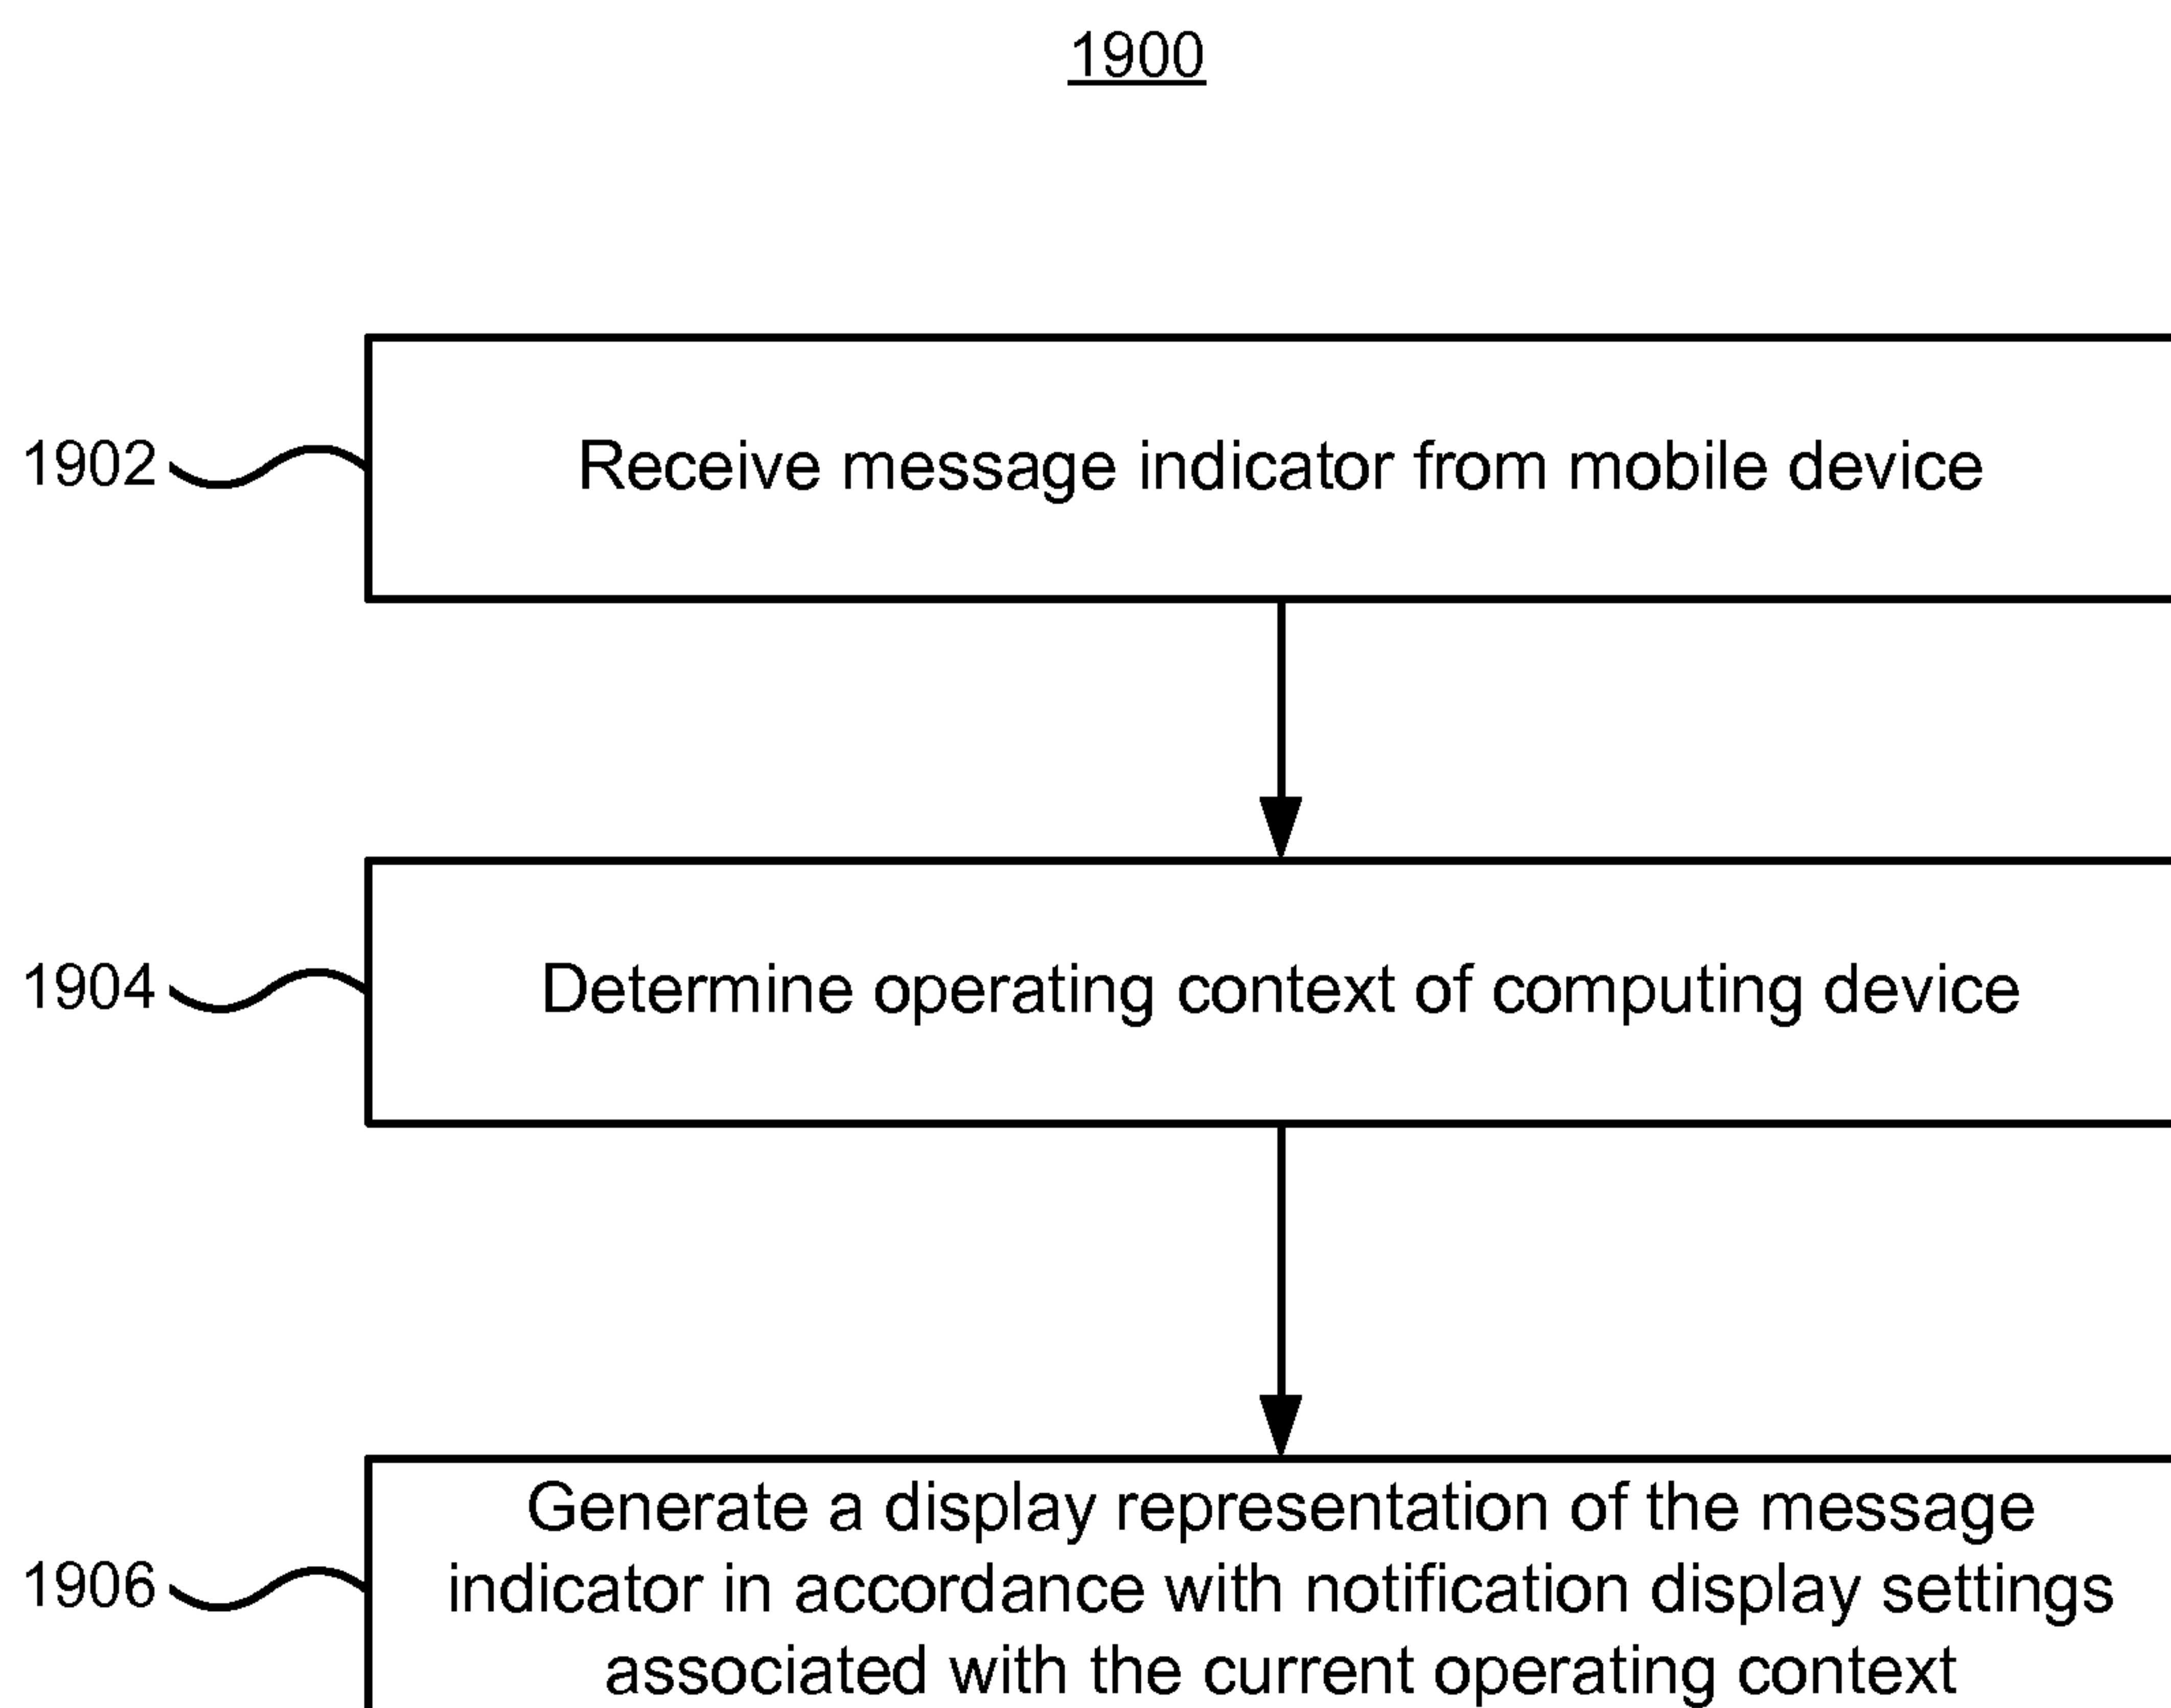 1900
1902
Receive message indicator from mobile device
1904
Determine operating context of computing device
1906
Generate a display representation of the message
indicator in accordance with notification display settings
associated with the current operating context